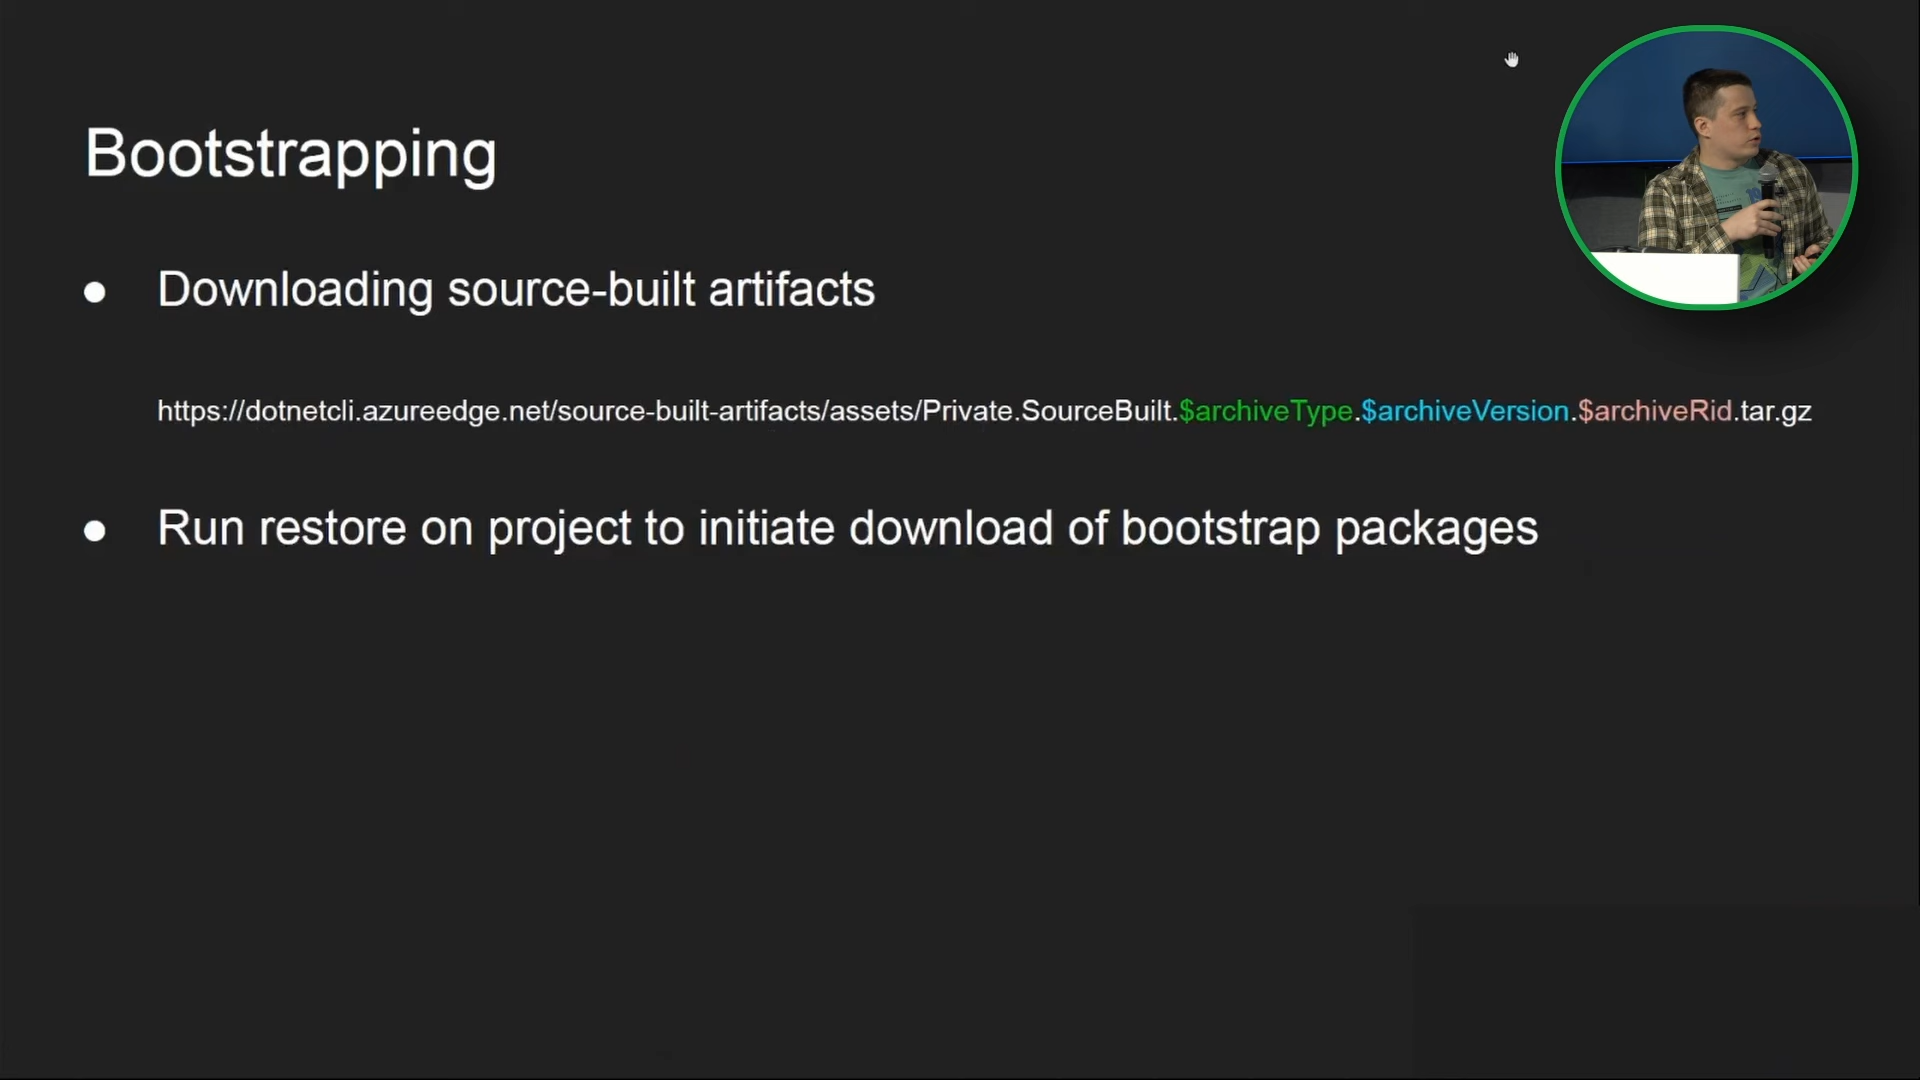 Bootstrapping
● Downloading source-built artifacts
https://dotnetcli.azureedge.net/source-built-artifacts/assets/Private.SourceBuilt.$archiveType.$archiveVersion.$archiveRid.tar.gz
● Run restore on project to initiate download of bootstrap packages